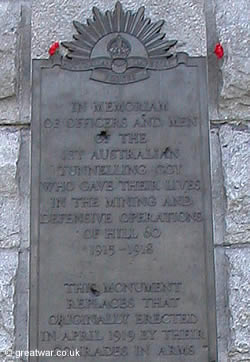 IN MEMORIAM
OF OFFICERS AND MEN
OF THE
1ST AUSTRALIAN
TUNNELLING COY
WHO GAVE THEIR LIVES
IN THE MINING AND
DEFENSIVE OPERATIONS
OF HILL 60
1915-1918
THIS MONUMENT
REPLACES THAT
ORIGINALLY ERECTED
IN APRIL 1919 BY THEIR
COMRADES IN ARMS
© greatwar.co.uk